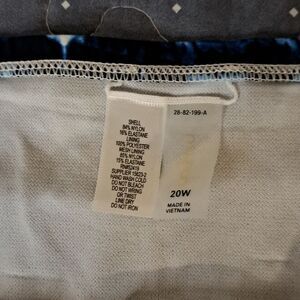 SHELL
84% NYLON
16% ELASTANE
LINING
100% POLYESTER
MESH LINING
85% NYLON
15% ELASTANE
RN#52419
SUPPLIER 15623-2
HAND WASH COLD
DO NOT BLEACH
DO NOT WRING
OR TWIST
LINE DRY
DO NOT IRON
28-82-199-A
20W
MADE IN
VIETNAM